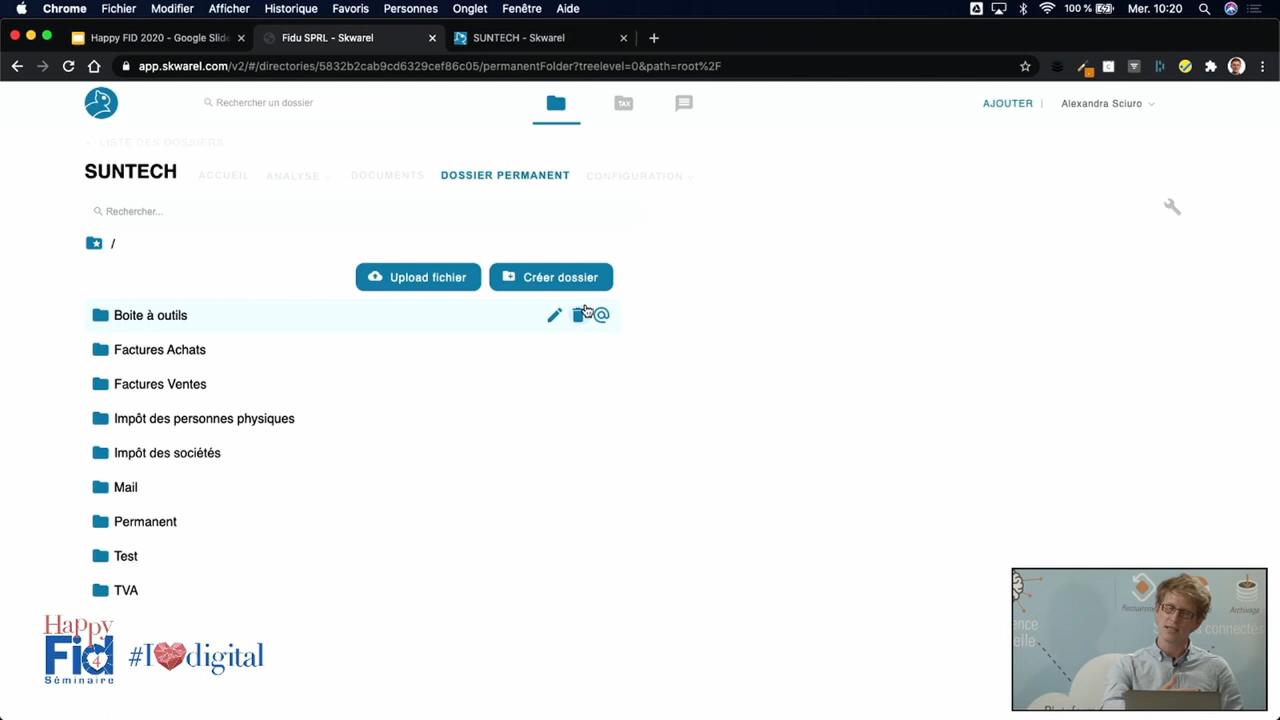 Chrome Fichier Modifier Afficher Historique Favoris Personnes Onglet Fenêtre Aide 100 % Mer. 10:20
Happy FID 2020 - Google Slide Fidu SPRL - Skwarel SUNTECH - Skwarel
app.skwarel.com/v2/#/directories/5832b2cab9cd6329cef86c05/permanentFolder?treelevel=0&path=root%2F
Rechercher un dossier TAX AJOUTER | Alexandra Sciuro
← LISTE DES DOSSIERS
SUNTECH ACCUEIL ANALYSE DOCUMENTS DOSSIER PERMANENT CONFIGURATION
Rechercher...
/
Upload fichier Créer dossier
Boite à outils
Factures Achats
Factures Ventes
Impôt des personnes physiques
Impôt des sociétés
Mail
Permanent
Test
TVA
Happy
Fid 4
Séminaire
#I digital
Archivage
ence
elle
connectés